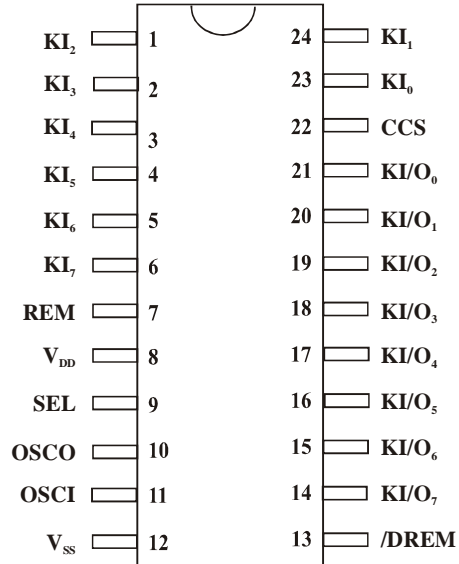 KI₂ 1 24 KI₁
KI₃ 2 23 KI₀
KI₄ 3 22 CCS
KI₅ 4 21 KI/O₀
KI₆ 5 20 KI/O₁
KI₇ 6 19 KI/O₂
REM 7 18 KI/O₃
V_DD 8 17 KI/O₄
SEL 9 16 KI/O₅
OSCO 10 15 KI/O₆
OSCI 11 14 KI/O₇
V_SS 12 13 /DREM